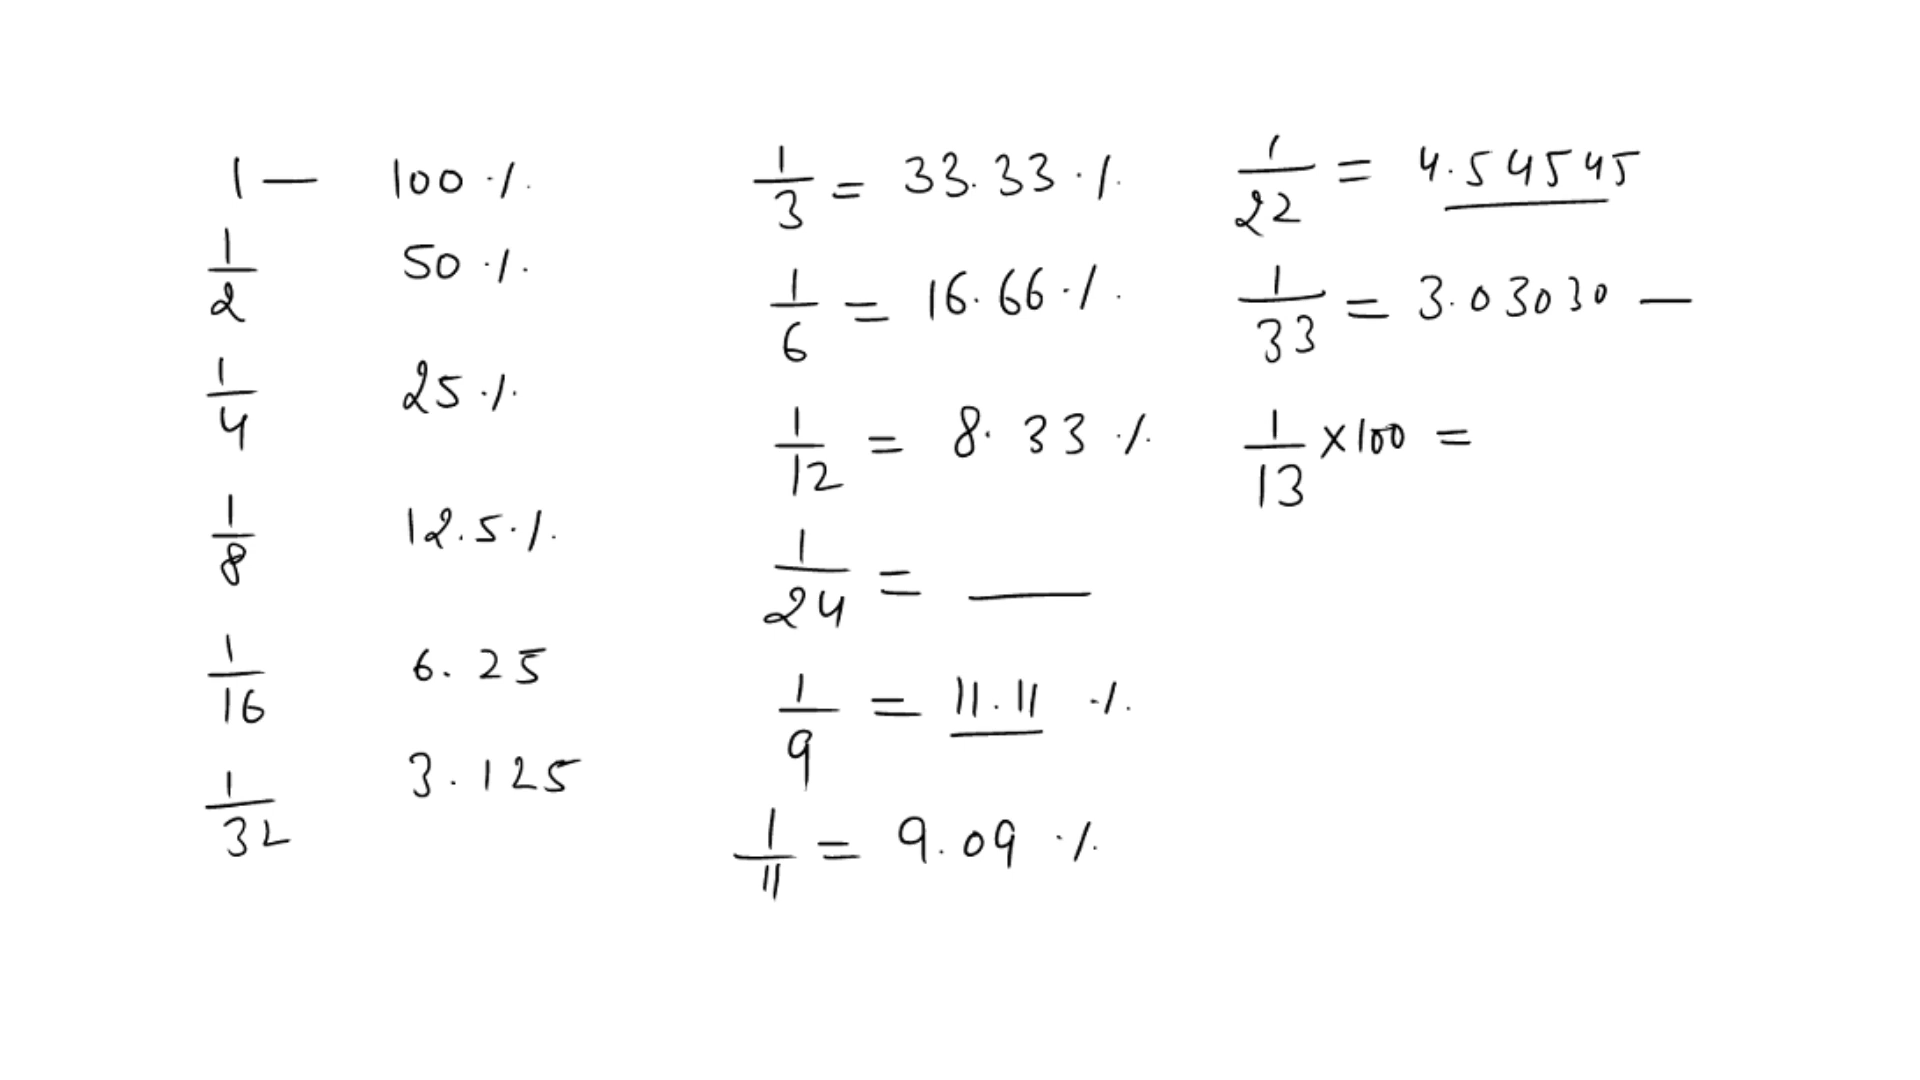 1 — 100 %
1/2 50 %
1/4 25 %
1/8 12.5 %
1/16 6.25
1/32 3.125
1/3 = 33.33 %
1/6 = 16.66 %
1/12 = 8.33 %
1/24 = ___
1/9 = 11.11 %
1/11 = 9.09 %
1/22 = 4.54545
1/33 = 3.03030 —
1/13 × 100 =